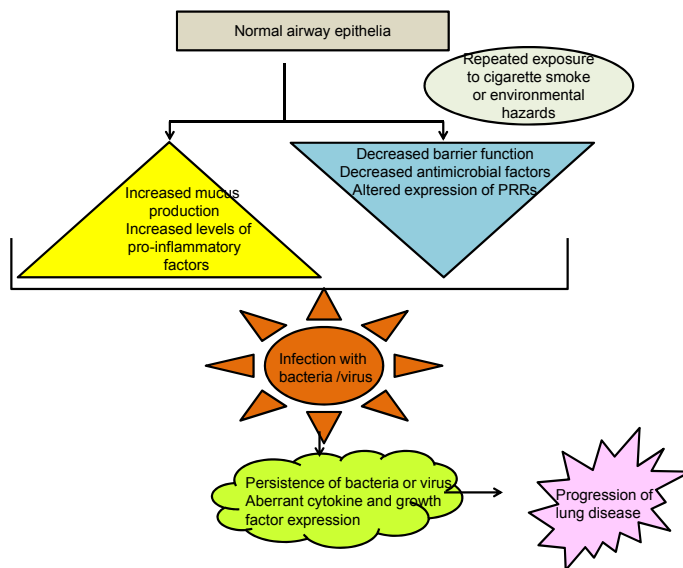 Normal airway epithelia
Repeated exposure
to cigarette smoke
or environmental
hazards
Decreased barrier function
Decreased antimicrobial factors
Altered expression of PRRs
Increased mucus
production
Increased levels of
pro-inflammatory
factors
Infection with
bacteria /virus
Persistence of bacteria or virus
Aberrant cytokine and growth
factor expression
Progression of
lung disease